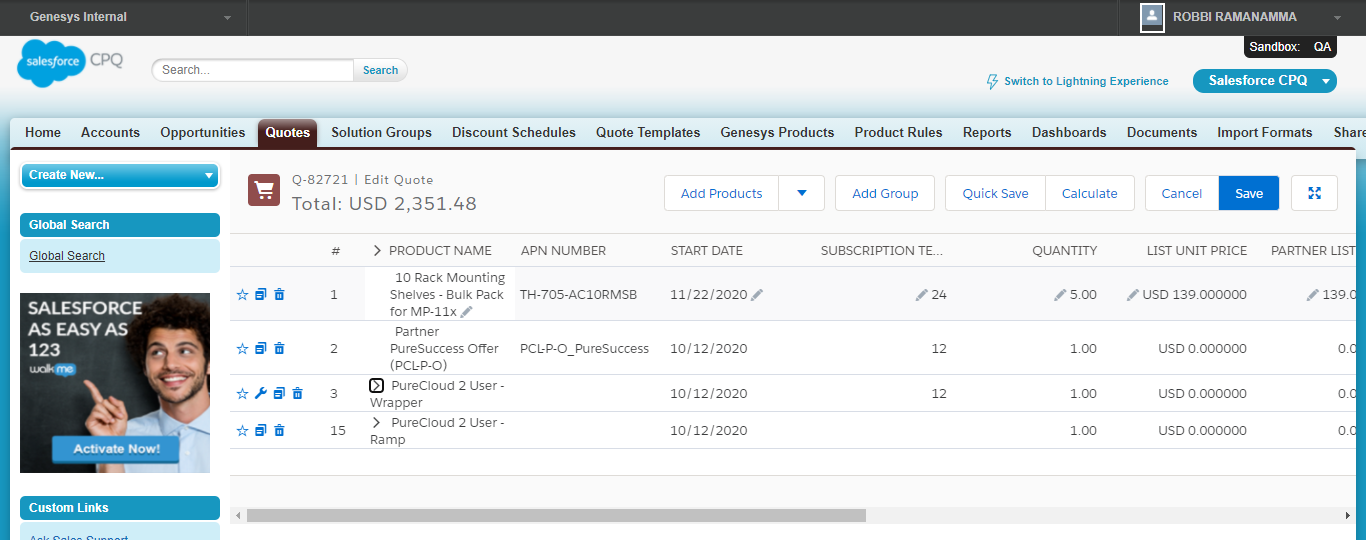 Genesys Internal
ROBBI RAMANAMMA
Sandbox: QA
salesforce CPQ
Search...
Search
Switch to Lightning Experience
Salesforce CPQ
Home Accounts Opportunities Quotes Solution Groups Discount Schedules Quote Templates Genesys Products Product Rules Reports Dashboards Documents Import Formats Share
Create New...
Global Search
Global Search
SALESFORCE
AS EASY AS
123
walkme
Activate Now!
Custom Links
Ask Sales Support
Q-82721 | Edit Quote
Total: USD 2,351.48
Add Products
Add Group
Quick Save
Calculate
Cancel
Save
# PRODUCT NAME APN NUMBER START DATE SUBSCRIPTION TE... QUANTITY LIST UNIT PRICE PARTNER LIST
10 Rack Mounting
1 Shelves - Bulk Pack TH-705-AC10RMSB 11/22/2020 24 5.00 USD 139.000000 139.0
for MP-11x
Partner
2 PureSuccess Offer PCL-P-O_PureSuccess 10/12/2020 12 1.00 USD 0.000000 0.0
(PCL-P-O)
3 PureCloud 2 User - 10/12/2020 12 1.00 USD 0.000000 0.0
Wrapper
15 PureCloud 2 User - 10/12/2020 1.00 USD 0.000000 0.0
Ramp